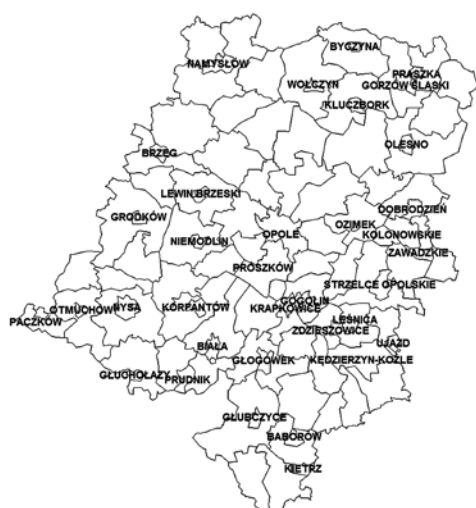 BYCZYNA
NAMYSŁÓW
PRASZKA
WOŁCZYN
GORZÓW ŚLĄSKI
KLUCZBORK
OLESNO
BRZEG
LEWIN BRZESKI
DOBRODZIEŃ
GRODKÓW
OZIMEK
KOLONOWSKIE
NIEMODLIN
OPOLE
ZAWADZKIE
PRÓSZKÓW
STRZELCE OPOLSKIE
GOGOLIN
OTMUCHÓW
NYSA
KORFANTÓW
KRAPKOWICE
PACZKÓW
LEŚNICA
ZDZIESZOWICE
BIAŁA
UJAZD
GŁOGÓWEK
KĘDZIERZYN-KOŹLE
GŁUCHOŁAZY
PRUDNIK
GŁUBCZYCE
BABORÓW
KIETRZ